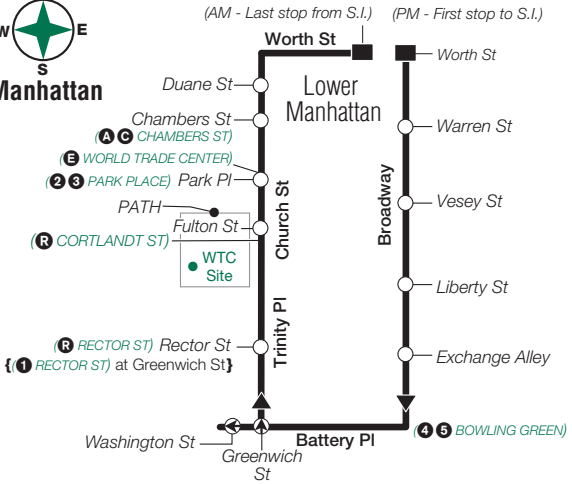 W
E
S
Manhattan
(AM - Last stop from S.I.)
(PM - First stop to S.I.)
Worth St
Worth St
Lower
Manhattan
Duane St
Chambers St
(A C CHAMBERS ST)
(E WORLD TRADE CENTER)
(2 3 PARK PLACE) Park Pl
PATH
Fulton St
(R CORTLANDT ST)
WTC
Site
Church St
Trinity Pl
(R RECTOR ST) Rector St
{(1 RECTOR ST) at Greenwich St}
Broadway
Warren St
Vesey St
Liberty St
Exchange Alley
(4 5 BOWLING GREEN)
Battery Pl
Washington St
Greenwich
St